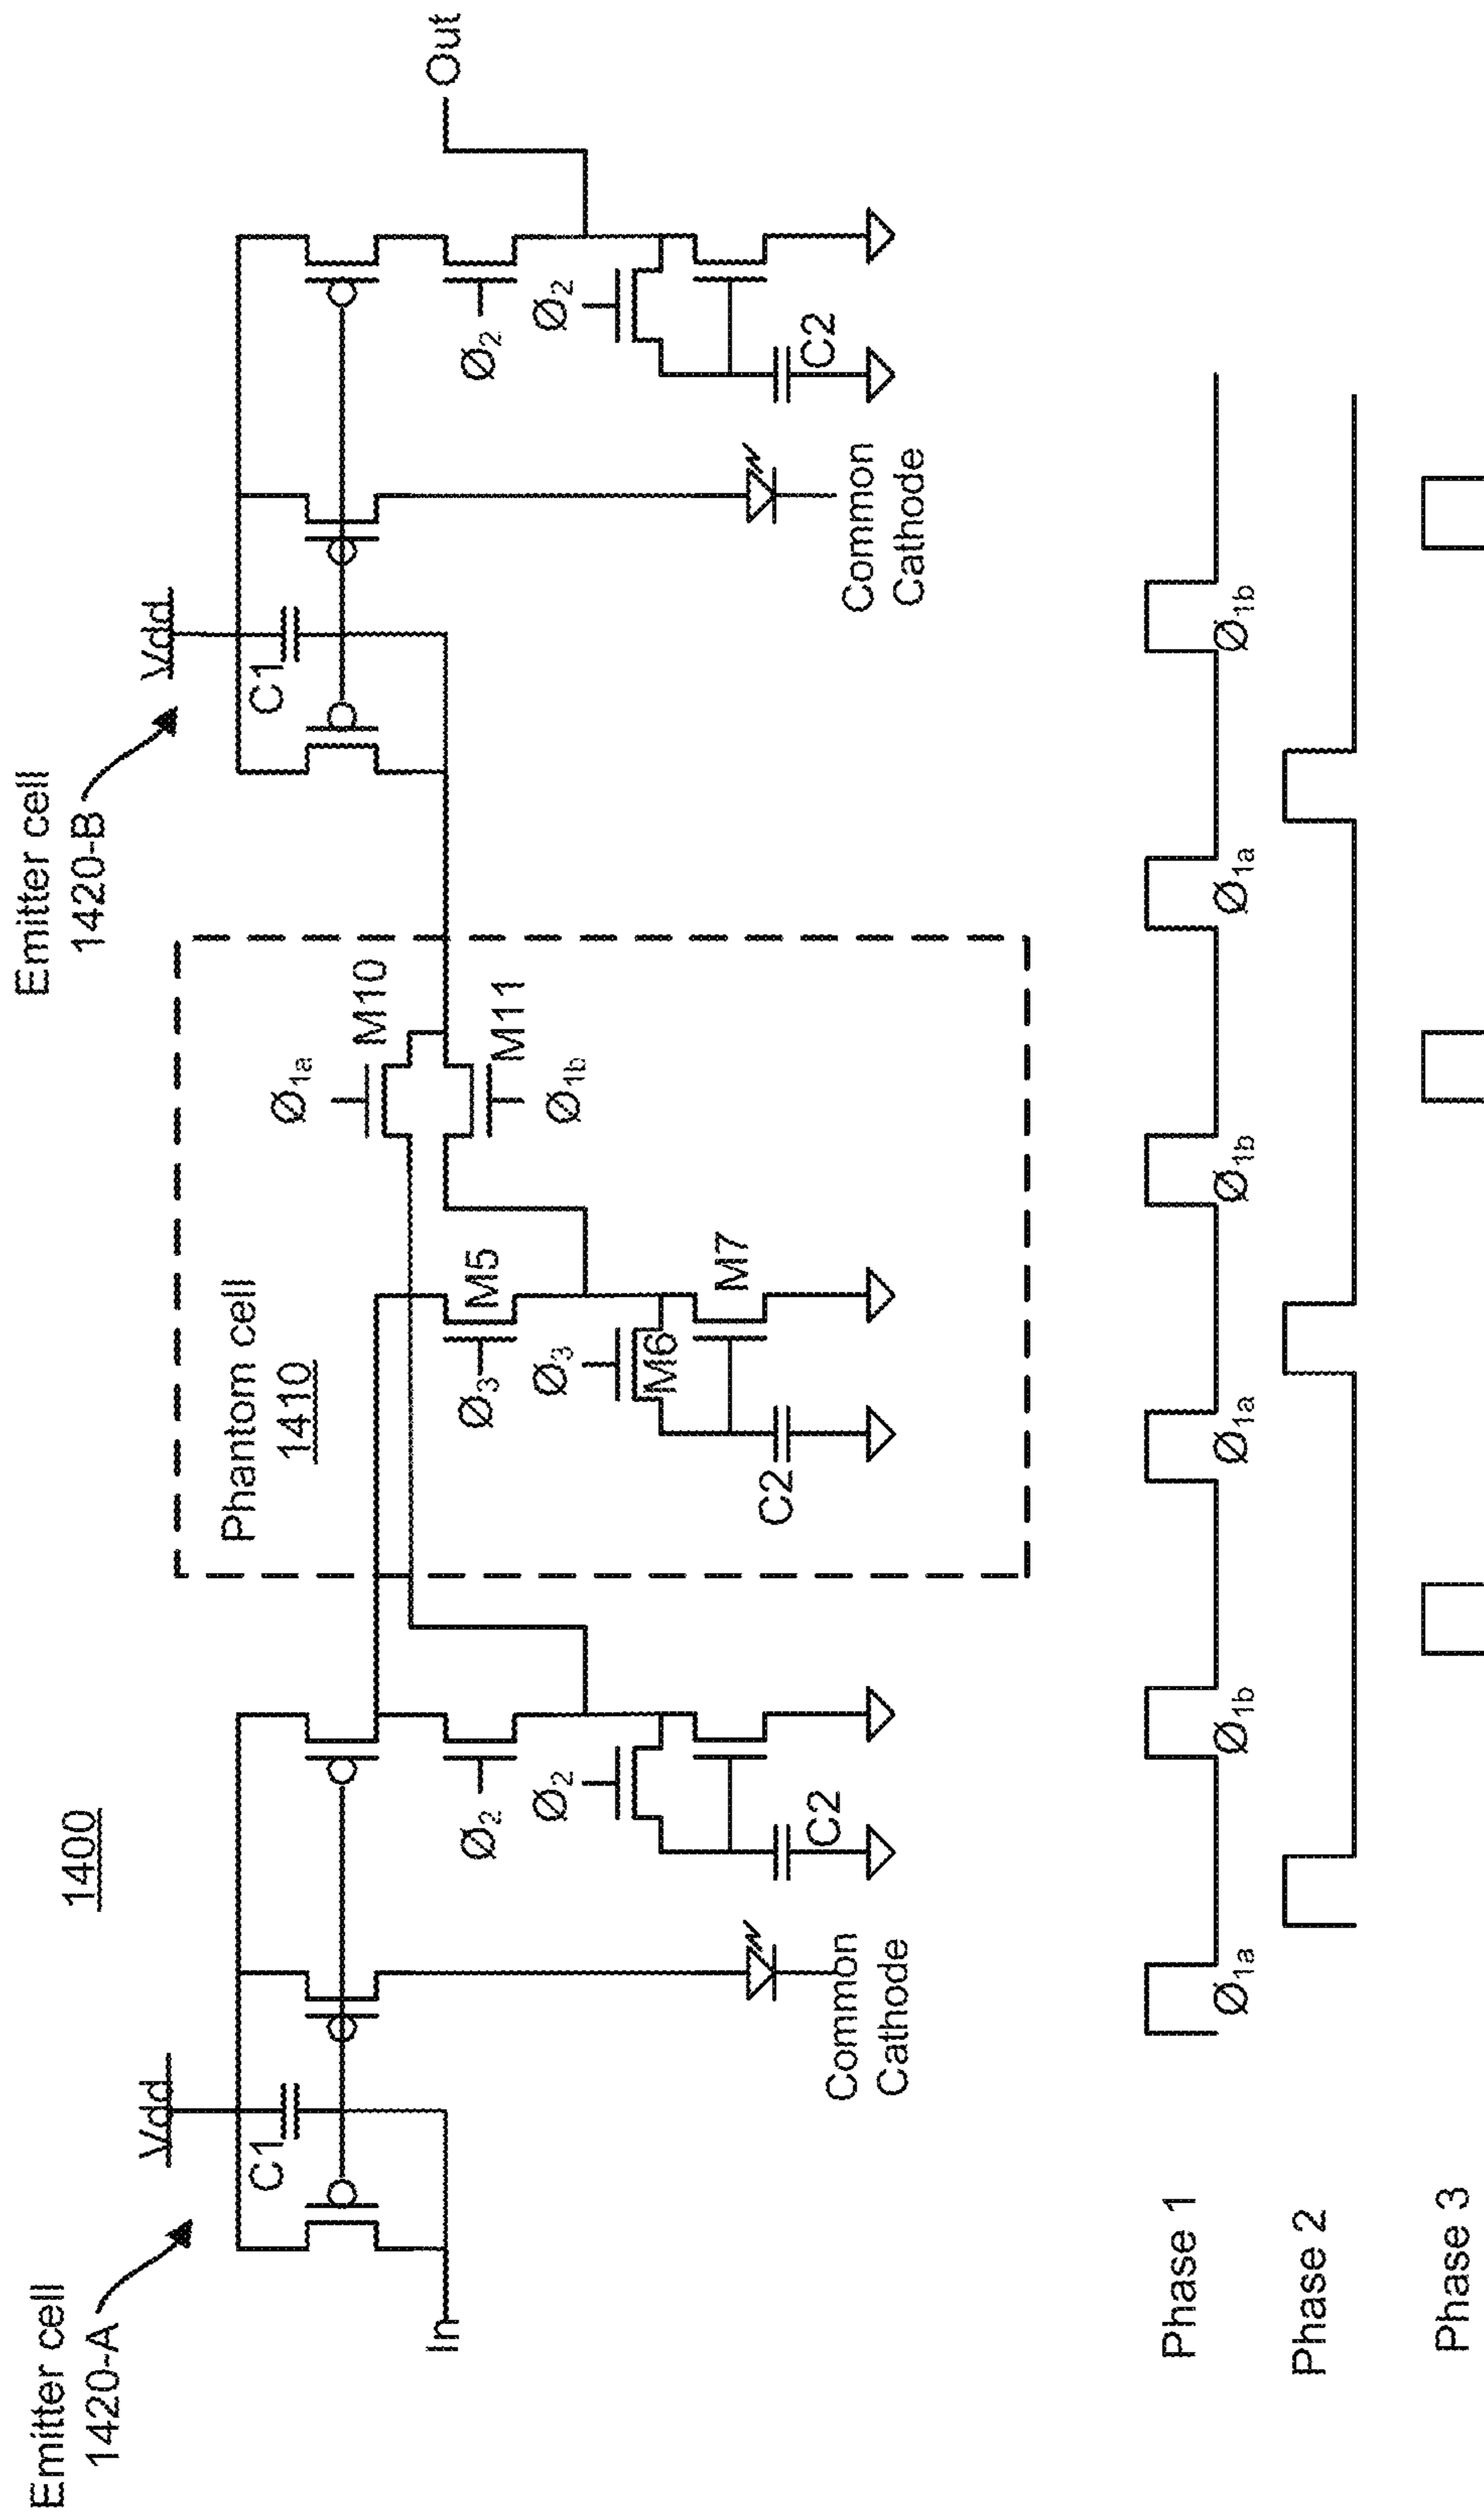 1400
Emitter cell
1420-A
Emitter cell
1420-B
Vdd
C1
In
Common
Cathode
Ø2
Ø2
C2
Phantom cell
1410
Ø3
M5
Ø3
M6
M7
C2
Ø1a
M10
M11
Ø1b
Vdd
C1
Common
Cathode
Ø2
Ø2
C2
Out
Phase 1
Ø1a
Ø1b
Ø1a
Ø1b
Ø1a
Ø1b
Phase 2
Phase 3